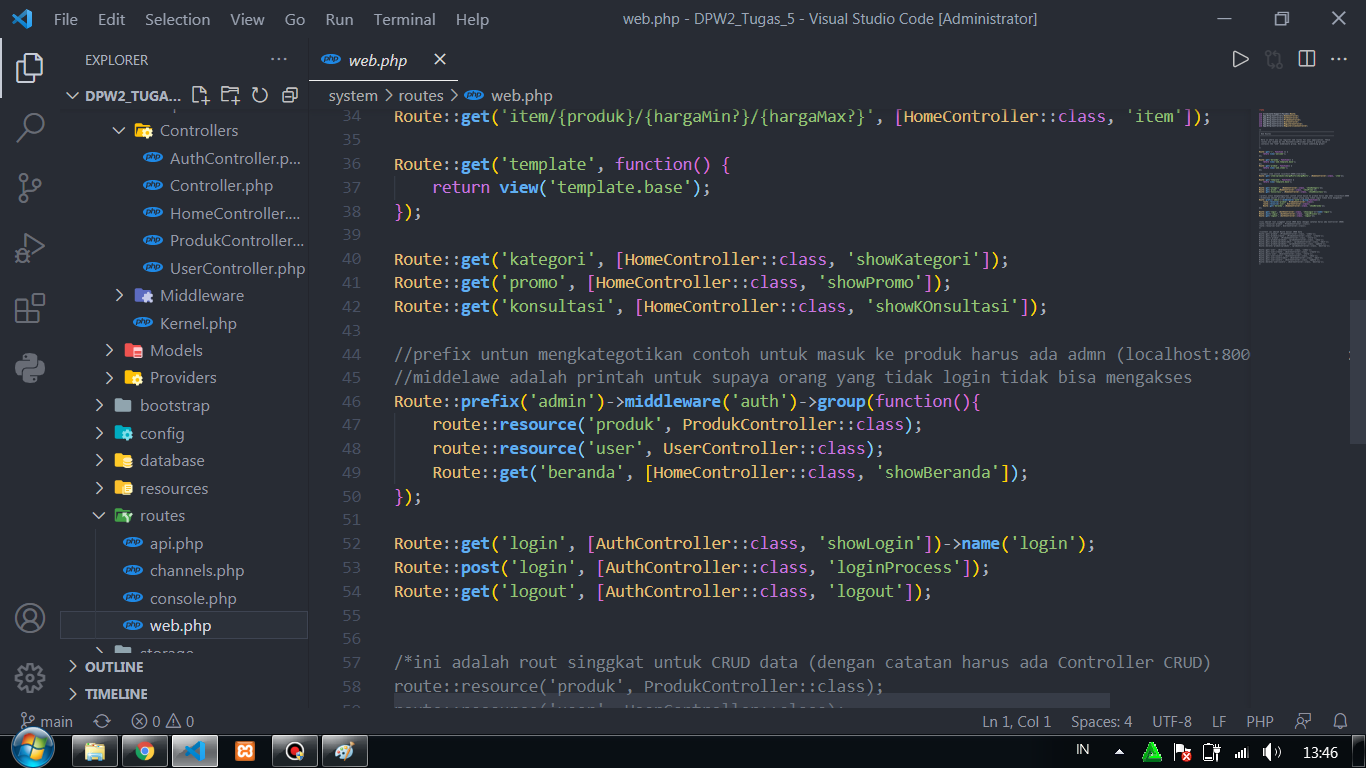 File Edit Selection View Go Run Terminal Help web.php - DPW2_Tugas_5 - Visual Studio Code [Administrator]
EXPLORER
DPW2_TUGA...
Controllers
AuthController.p...
Controller.php
HomeController....
ProdukController...
UserController.php
Middleware
Kernel.php
Models
Providers
bootstrap
config
database
resources
routes
api.php
channels.php
console.php
web.php
storage
OUTLINE
TIMELINE
web.php
system > routes > web.php
34 Route::get('item/{produk}/{hargaMin?}/{hargaMax?}', [HomeController::class, 'item']);
35
36 Route::get('template', function() {
37 return view('template.base');
38 });
39
40 Route::get('kategori', [HomeController::class, 'showKategori']);
41 Route::get('promo', [HomeController::class, 'showPromo']);
42 Route::get('konsultasi', [HomeController::class, 'showKOnsultasi']);
43
44 //prefix untun mengkategotikan contoh untuk masuk ke produk harus ada admn (localhost:800
45 //middelawe adalah printah untuk supaya orang yang tidak login tidak bisa mengakses
46 Route::prefix('admin')->middleware('auth')->group(function(){
47 route::resource('produk', ProdukController::class);
48 route::resource('user', UserController::class);
49 Route::get('beranda', [HomeController::class, 'showBeranda']);
50 });
51
52 Route::get('login', [AuthController::class, 'showLogin'])->name('login');
53 Route::post('login', [AuthController::class, 'loginProcess']);
54 Route::get('logout', [AuthController::class, 'logout']);
55
56
57 /*ini adalah rout singgkat untuk CRUD data (dengan catatan harus ada Controller CRUD)
58 route::resource('produk', ProdukController::class);
route::resource('user', UserController::class);
main 0 0 Ln 1, Col 1 Spaces: 4 UTF-8 LF PHP
IN 13:46